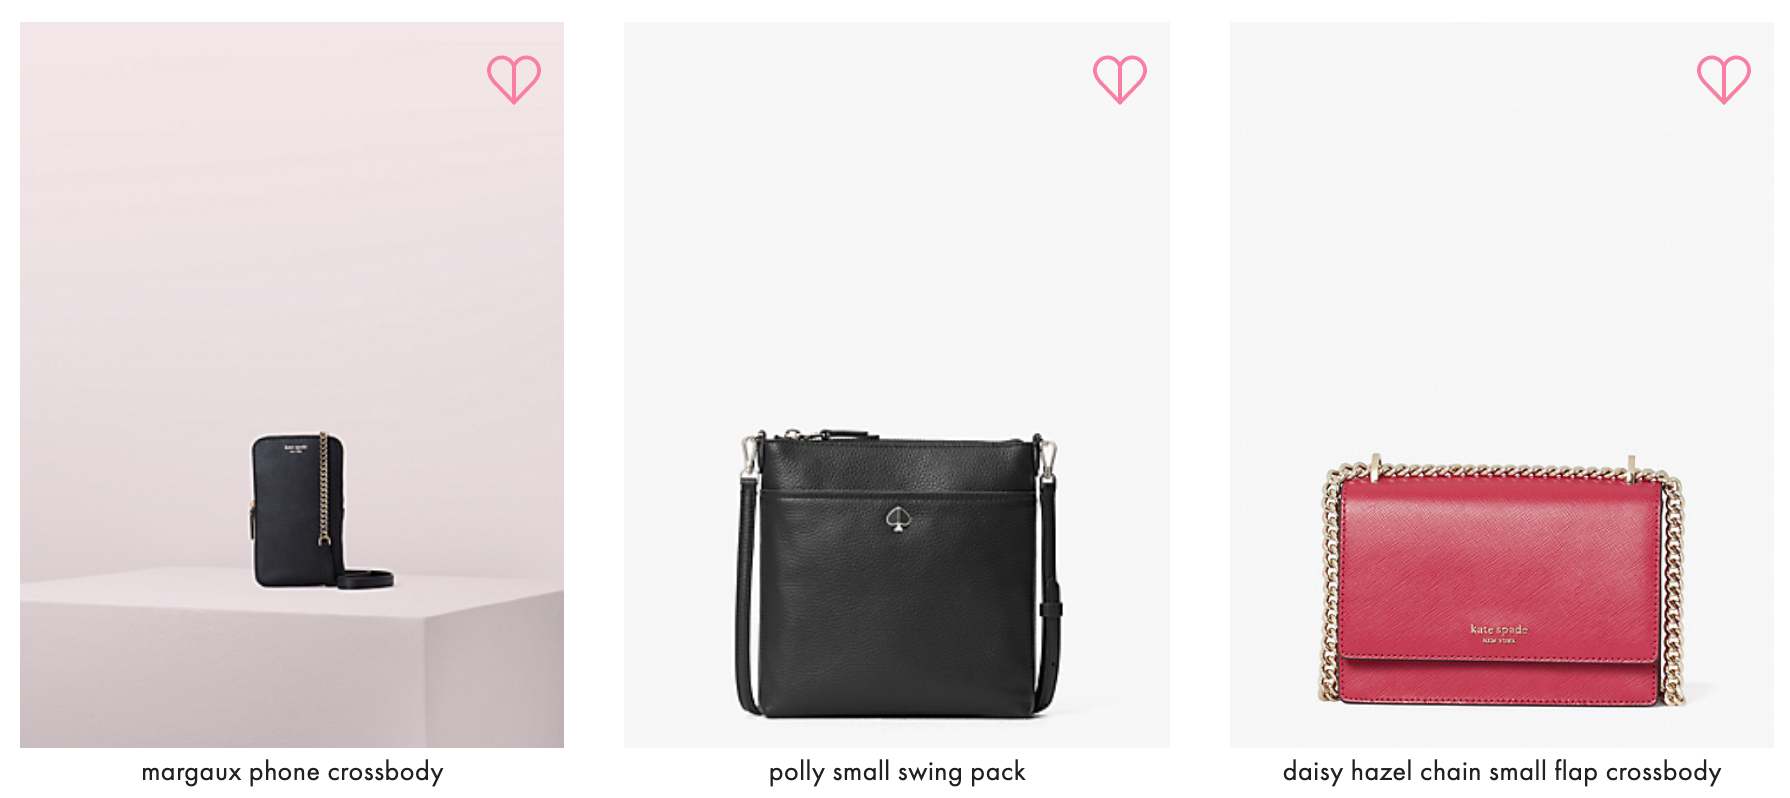 kate spade
kate spade
NEW YORK
margaux phone crossbody
polly small swing pack
daisy hazel chain small flap crossbody